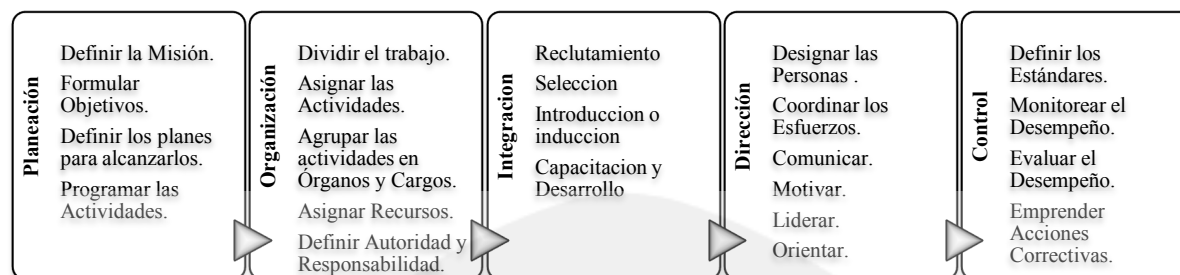 Planeación
Definir la Misión.
Formular
Objetivos.
Definir los planes
para alcanzarlos.
Programar las
Actividades.
Organización
Dividir el trabajo.
Asignar las
Actividades.
Agrupar las
actividades en
Órganos y Cargos.
Asignar Recursos.
Definir Autoridad y
Responsabilidad.
Integracion
Reclutamiento
Seleccion
Introduccion o
induccion
Capacitacion y
Desarrollo
Dirección
Designar las
Personas .
Coordinar los
Esfuerzos.
Comunicar.
Motivar.
Liderar.
Orientar.
Control
Definir los
Estándares.
Monitorear el
Desempeño.
Evaluar el
Desempeño.
Emprender
Acciones
Correctivas.